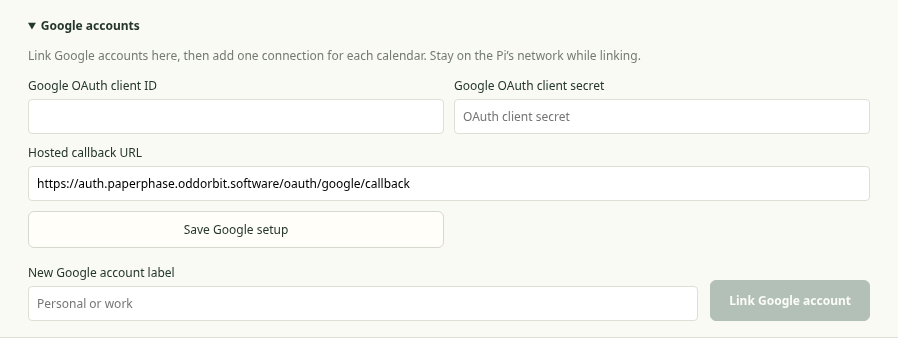 ▼ Google accounts
Link Google accounts here, then add one connection for each calendar. Stay on the Pi's network while linking.
Google OAuth client ID
Google OAuth client secret
OAuth client secret
Hosted callback URL
https://auth.paperphase.oddorbit.software/oauth/google/callback
Save Google setup
New Google account label
Personal or work
Link Google account